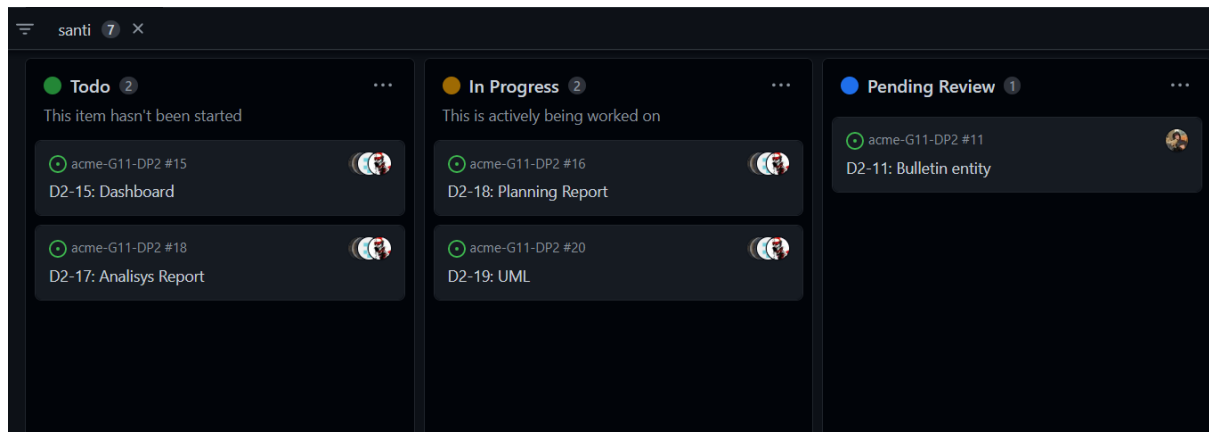 santi 7
Todo 2
This item hasn't been started
acme-G11-DP2 #15
D2-15: Dashboard
acme-G11-DP2 #18
D2-17: Analisys Report
In Progress 2
This is actively being worked on
acme-G11-DP2 #16
D2-18: Planning Report
acme-G11-DP2 #20
D2-19: UML
Pending Review 1
acme-G11-DP2 #11
D2-11: Bulletin entity